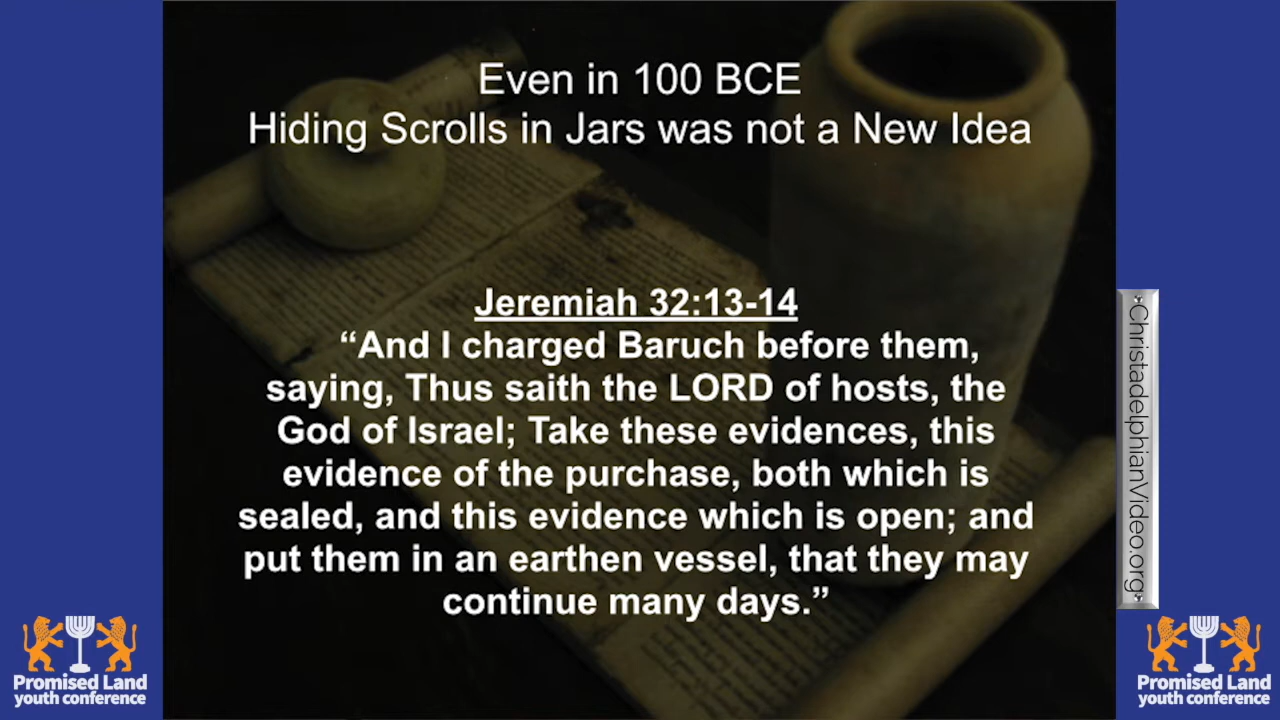 Even in 100 BCE
Hiding Scrolls in Jars was not a New Idea
Jeremiah 32:13-14
“And I charged Baruch before them,
saying, Thus saith the LORD of hosts, the
God of Israel; Take these evidences, this
evidence of the purchase, both which is
sealed, and this evidence which is open; and
put them in an earthen vessel, that they may
continue many days.”
ChristadelphianVideo.org
Promised Land
youth conference
Promised Land
youth conference